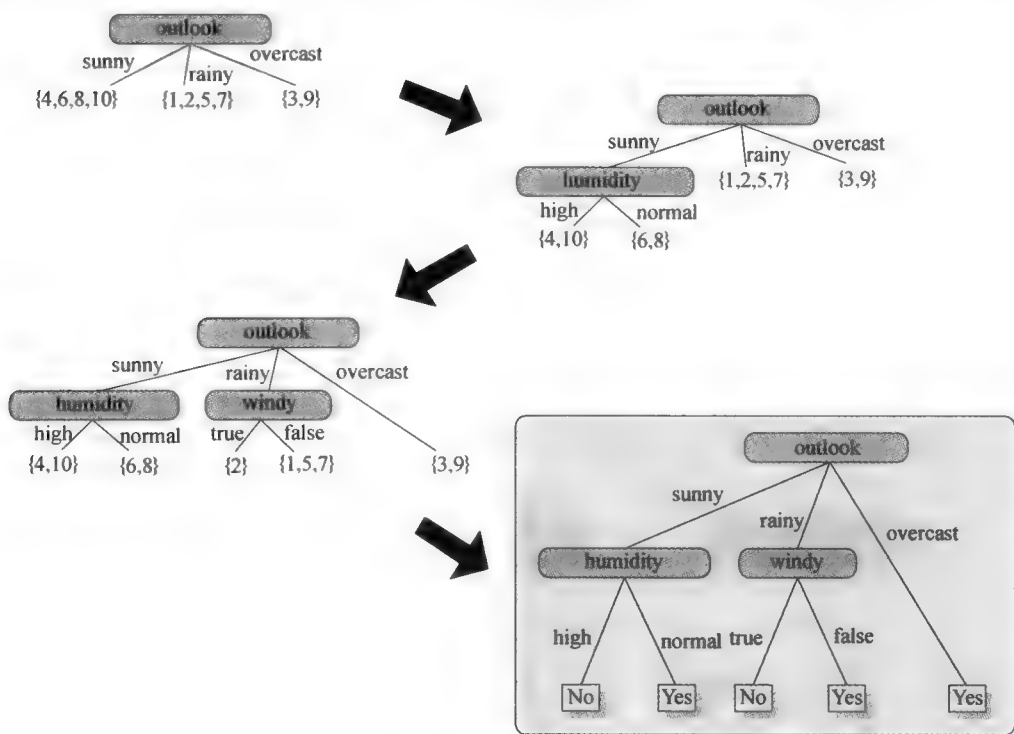 outlook
sunny rainy overcast
{4,6,8,10} {1,2,5,7} {3,9}
outlook
sunny rainy overcast
humidity {1,2,5,7} {3,9}
high normal
{4,10} {6,8}
outlook
sunny rainy overcast
humidity windy
high normal true false
{4,10} {6,8} {2} {1,5,7} {3,9}
outlook
sunny
rainy overcast
humidity windy
high normal true false
No Yes No Yes Yes